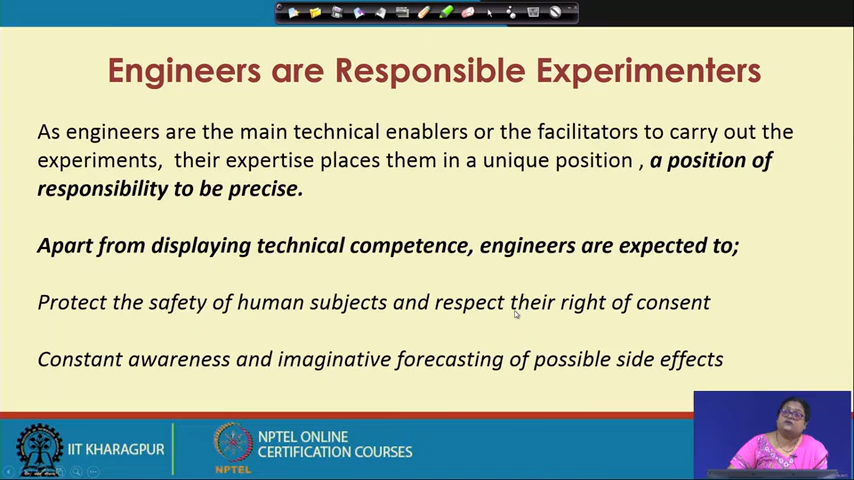 Engineers are Responsible Experimenters
As engineers are the main technical enablers or the facilitators to carry out the
experiments, their expertise places them in a unique position , a position of
responsibility to be precise.
Apart from displaying technical competence, engineers are expected to;
Protect the safety of human subjects and respect their right of consent
Constant awareness and imaginative forecasting of possible side effects
IIT KHARAGPUR
NPTEL
NPTEL ONLINE
CERTIFICATION COURSES